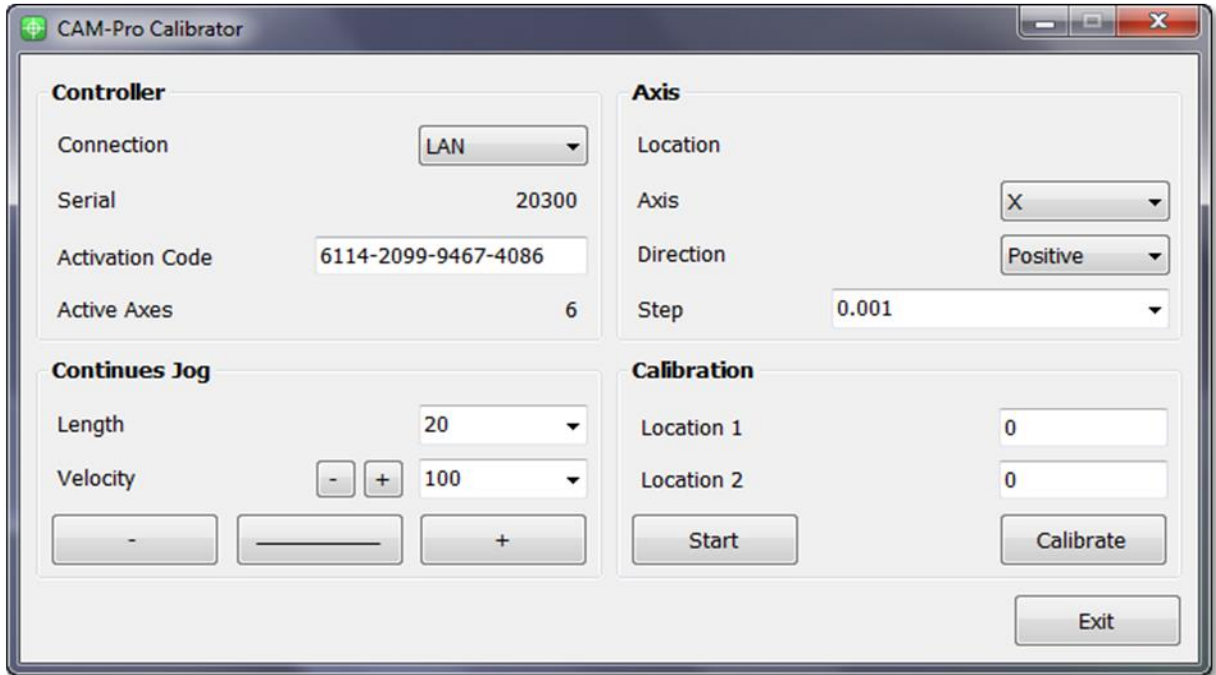 CAM-Pro Calibrator
Controller
Connection LAN
Serial 20300
Activation Code 6114-2099-9467-4086
Active Axes 6
Axis
Location
Axis X
Direction Positive
Step 0.001
Continues Jog
Length 20
Velocity - + 100
- +
Calibration
Location 1 0
Location 2 0
Start Calibrate
Exit